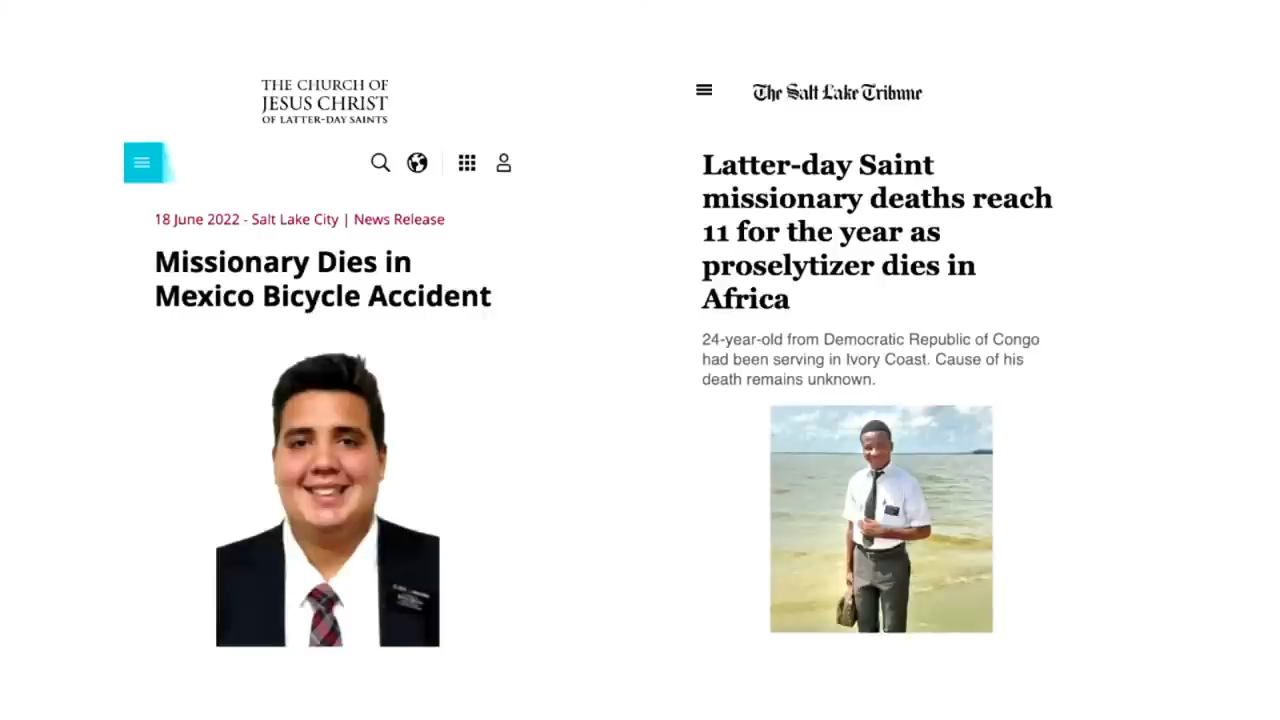 THE CHURCH OF
JESUS CHRIST
OF LATTER-DAY SAINTS
18 June 2022 - Salt Lake City | News Release
Missionary Dies in
Mexico Bicycle Accident
The Salt Lake Tribune
Latter-day Saint
missionary deaths reach
11 for the year as
proselytizer dies in
Africa
24-year-old from Democratic Republic of Congo
had been serving in Ivory Coast. Cause of his
death remains unknown.